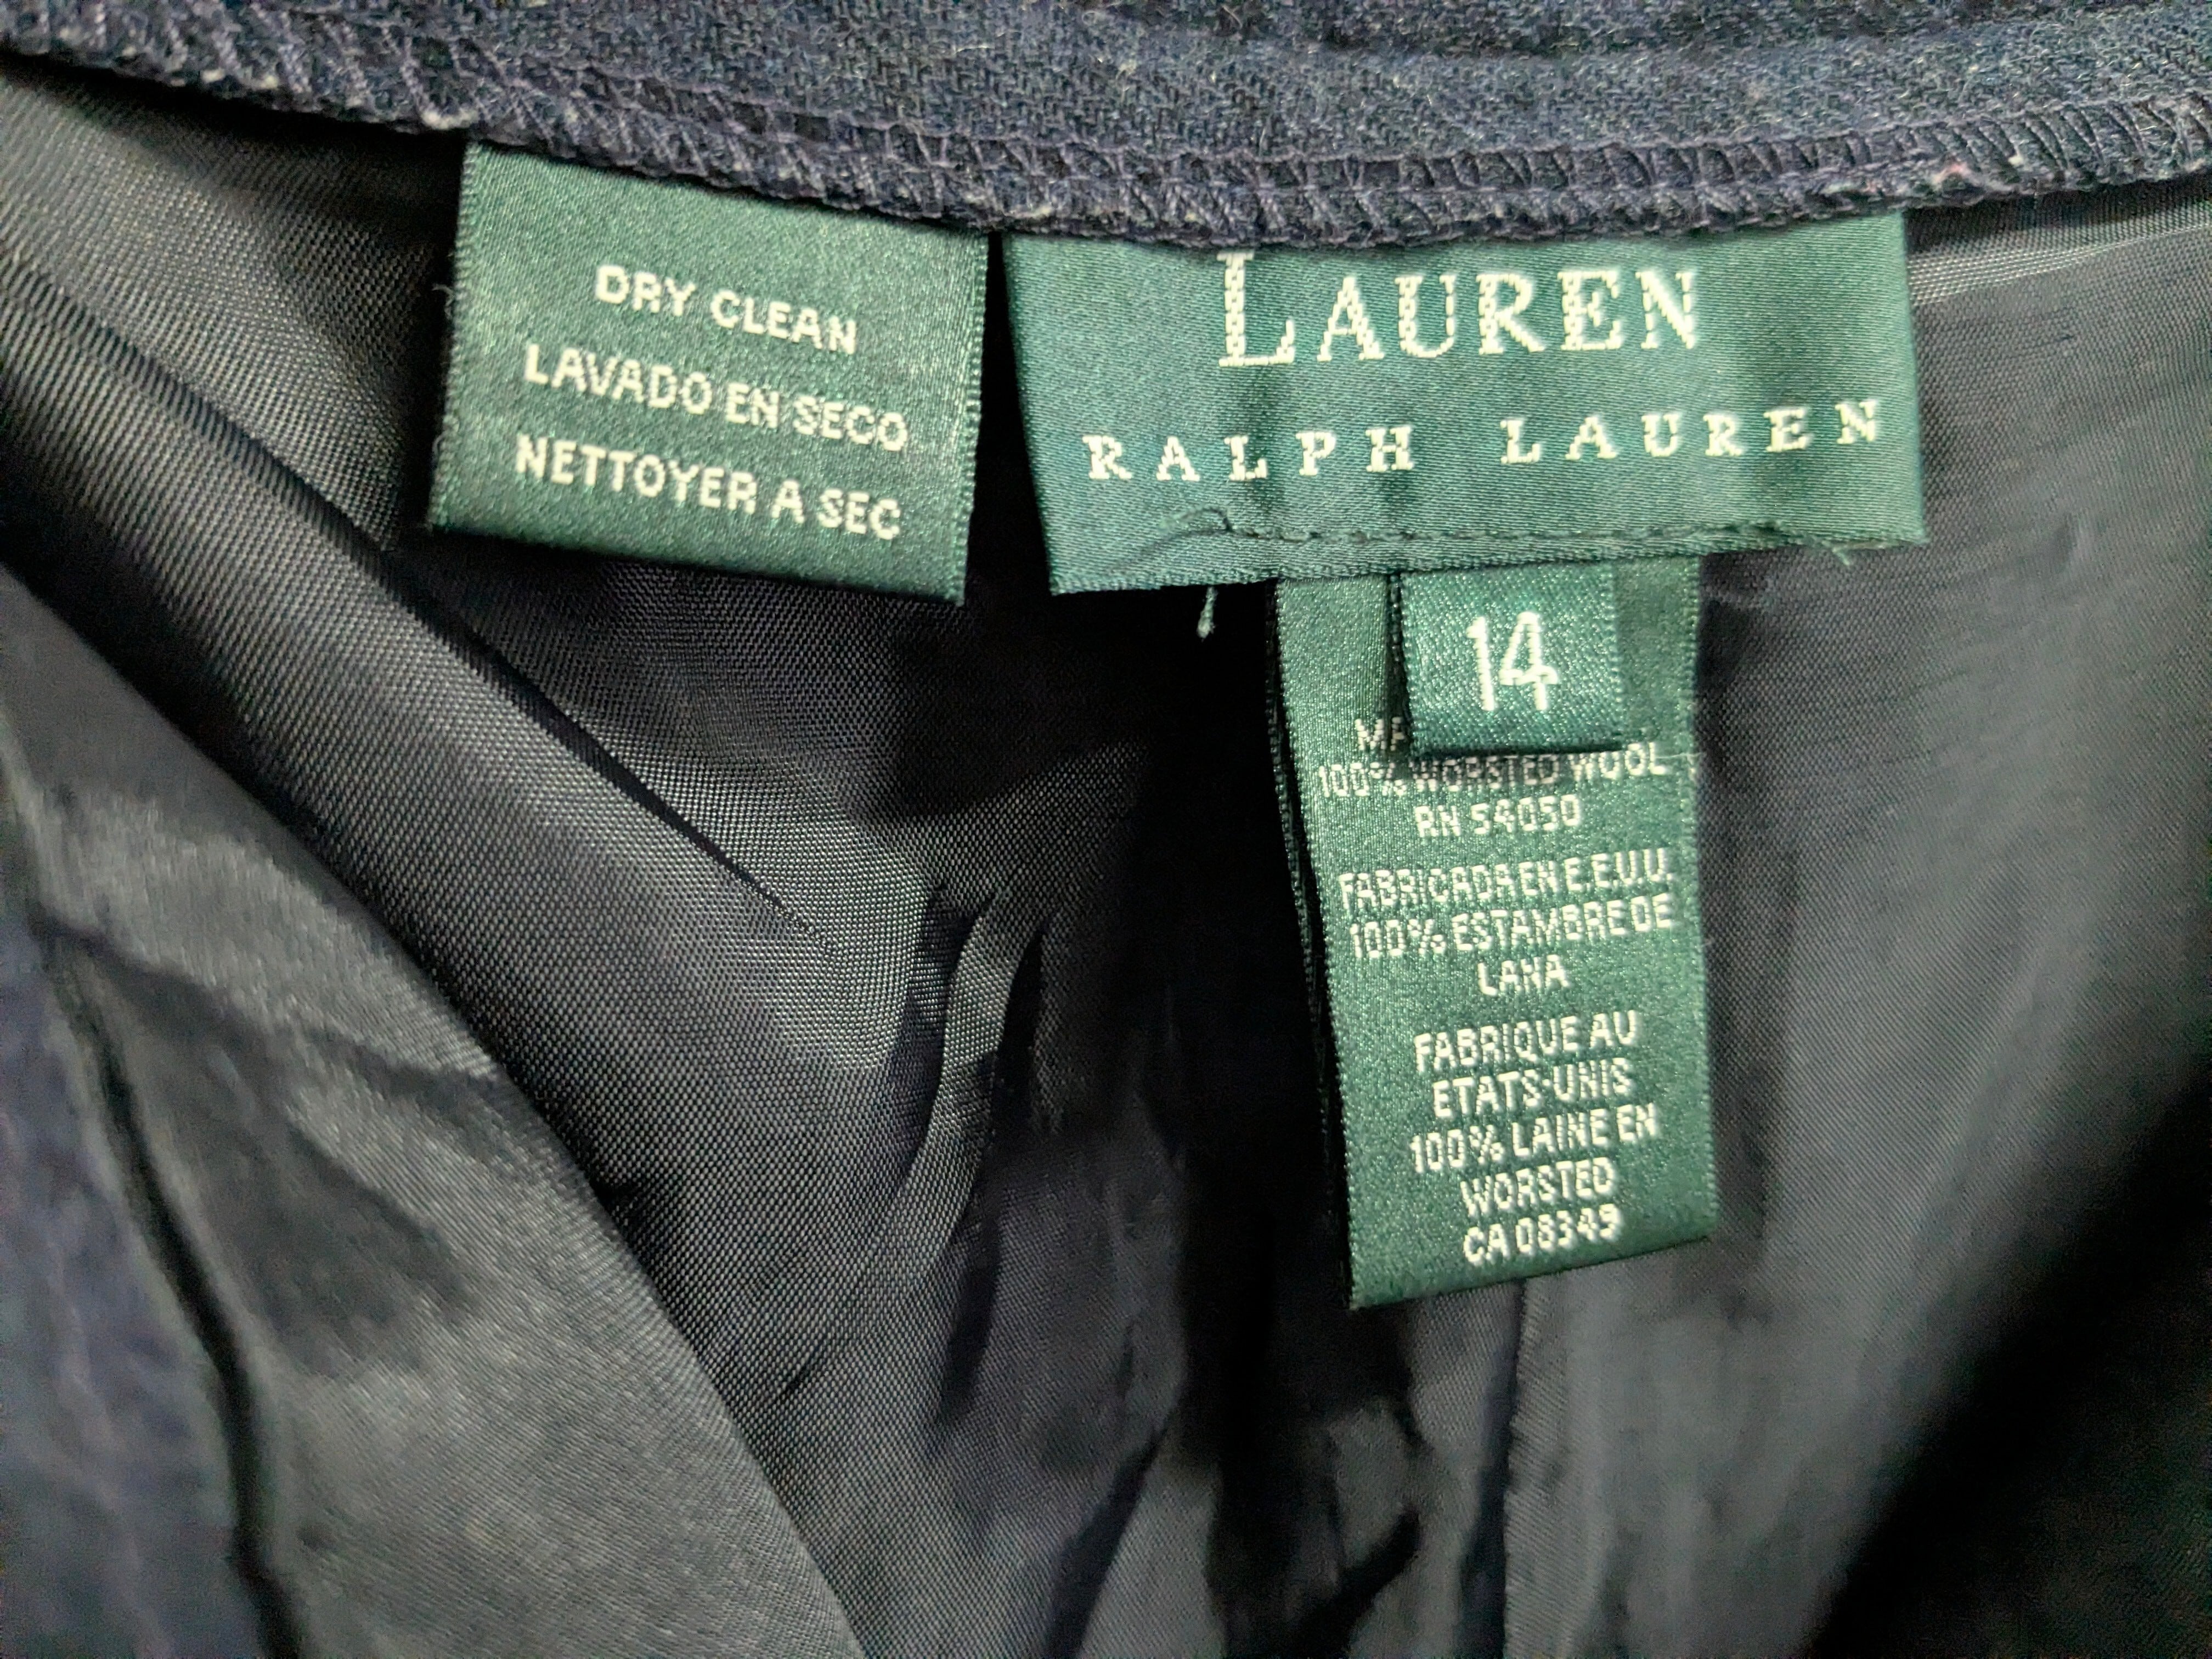 DRY CLEAN
LAVADO EN SECO
NETTOYER A SEC
LAUREN
RALPH LAUREN
14
100% WORSTED WOOL
RN 54050
FABRICADA EN E.E.U.U.
100% ESTAMBRE DE
LANA
FABRIQUE AU
ETATS-UNIS
100% LAINE EN
WORSTED
CA 08349